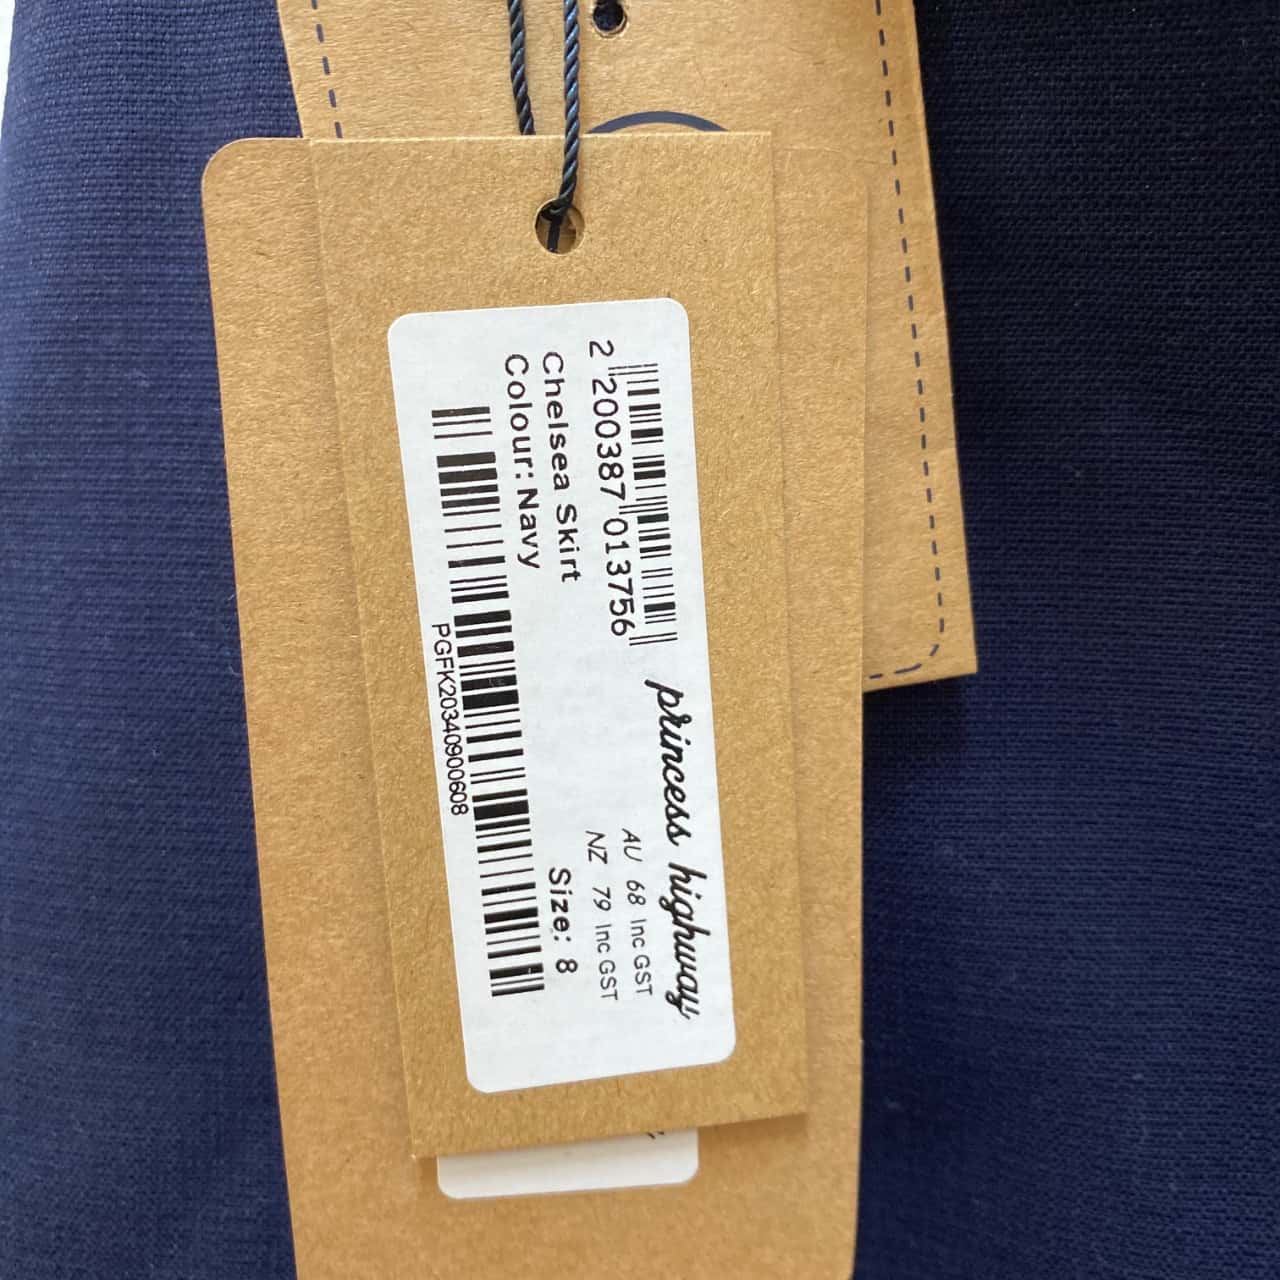 princess highway
AU 68 Inc GST
NZ 79 Inc GST
2 200387 013756
Chelsea Skirt
Size: 8
Colour: Navy
PGFK20340900608